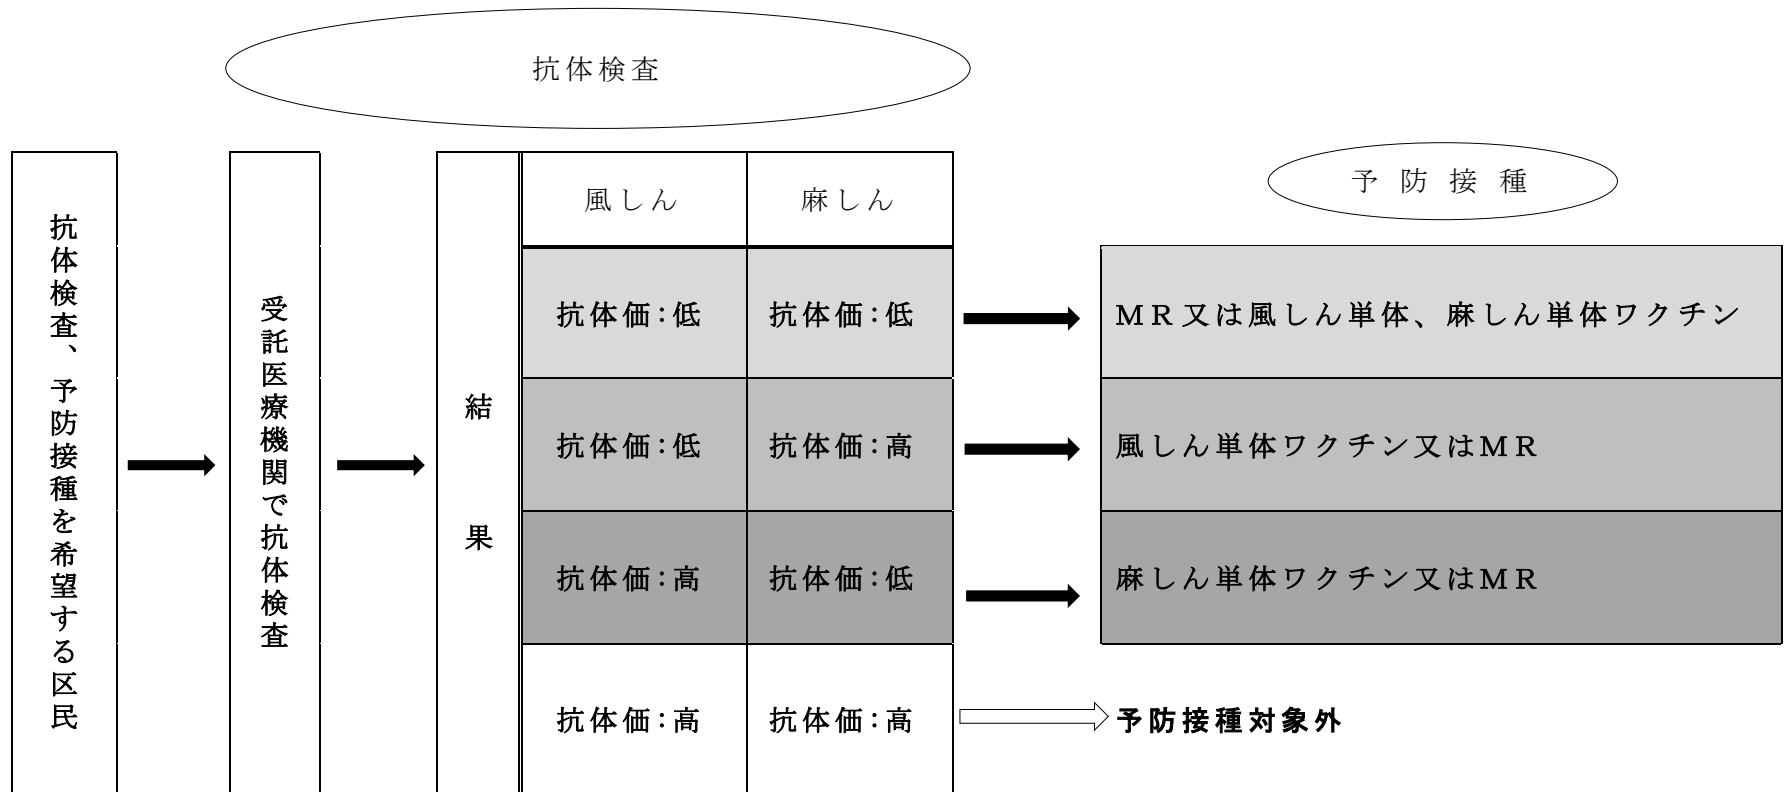 抗体検査
予防接種
抗体検査、予防接種を希望する区民
受託医療機関で抗体検査
結果
風しん
麻しん
抗体価：低
抗体価：低
MR又は風しん単体、麻しん単体ワクチン
抗体価：低
抗体価：高
風しん単体ワクチン又はMR
抗体価：高
抗体価：低
麻しん単体ワクチン又はMR
抗体価：高
抗体価：高
予防接種対象外